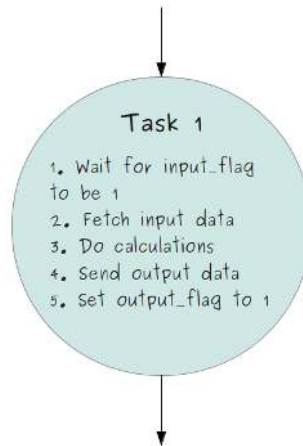 Task 1
1. Wait for input_flag
to be 1
2. Fetch input data
3. Do calculations
4. Send output data
5. Set output_flag to 1